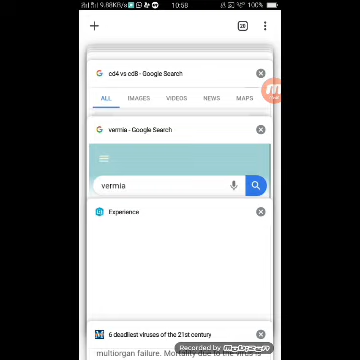 9.88KB/s
10:58
100%
20
cd4 vs cd8 - Google Search
ALL IMAGES VIDEOS NEWS MAPS
vermia - Google Search
vermia
Experience
6 deadliest viruses of the 21st century
multiorgan failure. Mortality due to the virus is
Recorded by